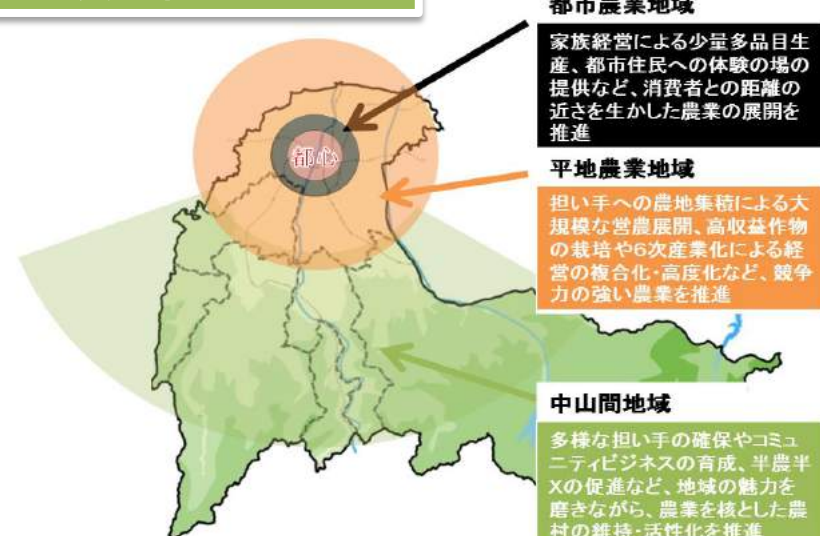 都市農業地域
家族経営による少量多品目生
産、都市住民への体験の場の
提供など、消費者との距離の
近さを生かした農業の展開を
推進
都心
平地農業地域
担い手への農地集積による大
規模な営農展開、高収益作物
の栽培や6次産業化による経
営の複合化・高度化など、競争
力の強い農業を推進
中山間地域
多様な担い手の確保やコミュ
ニティビジネスの育成、半農半
Xの促進など、地域の魅力を
磨きながら、農業を核とした農
村の維持・活性化を推進